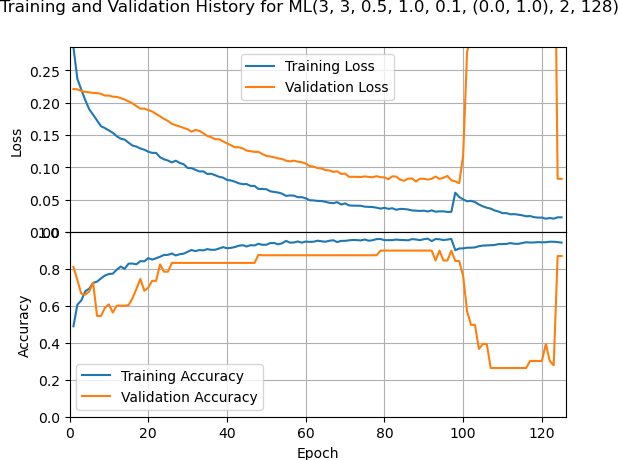 Training and Validation History for ML(3, 3, 0.5, 1.0, 0.1, (0.0, 1.0), 2, 128)
0.25
0.20
0.15
0.10
0.05
0.00
Loss
Training Loss
Validation Loss
1.0
0.8
0.6
0.4
0.2
0.0
Accuracy
Training Accuracy
Validation Accuracy
0 20 40 60 80 100 120
Epoch